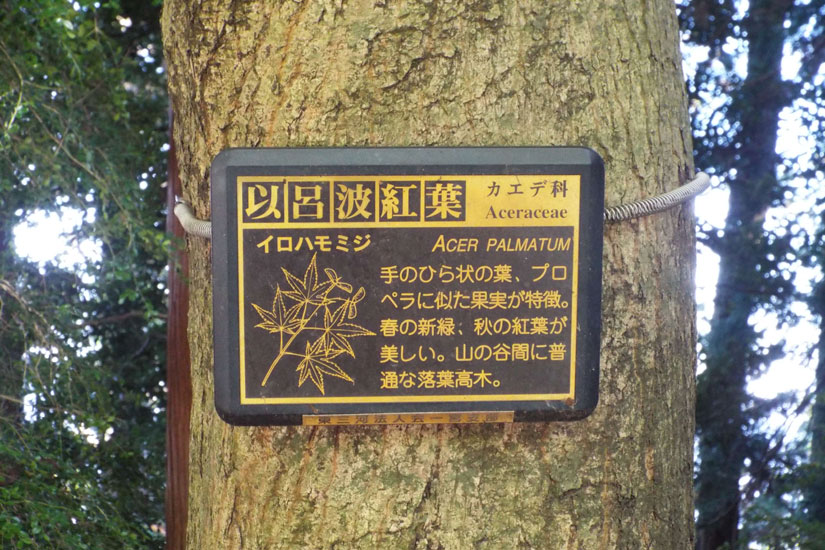 以呂波紅葉
カエデ科
Aceraceae
イロハモミジ
ACER PALMATUM
手のひら状の葉、プロ
ペラに似た果実が特徴。
春の新緑、秋の紅葉が
美しい。山の谷間に普
通な落葉高木。